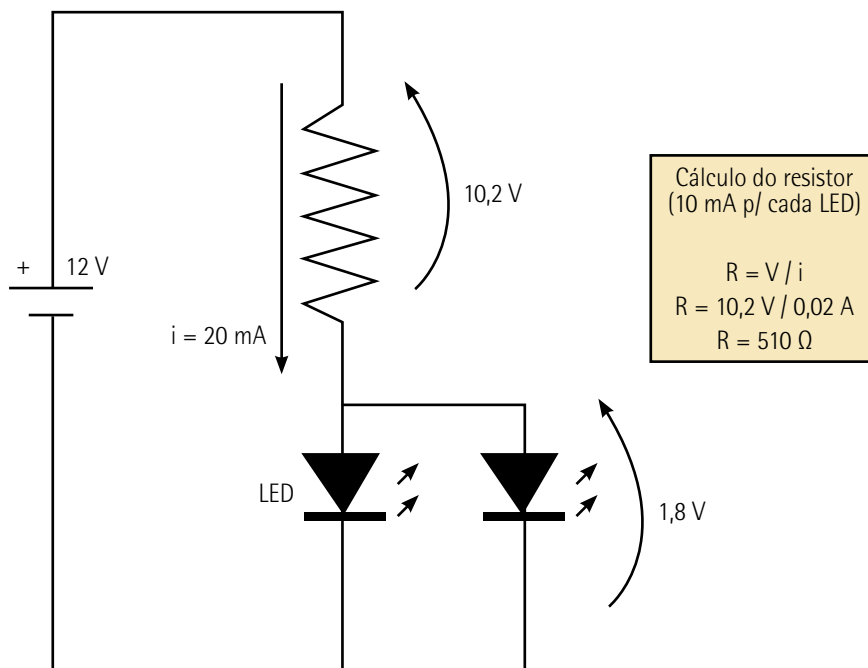 10,2 V
+ 12 V
i = 20 mA
LED
1,8 V
Cálculo do resistor
(10 mA p/ cada LED)
R = V / i
R = 10,2 V / 0,02 A
R = 510 Ω